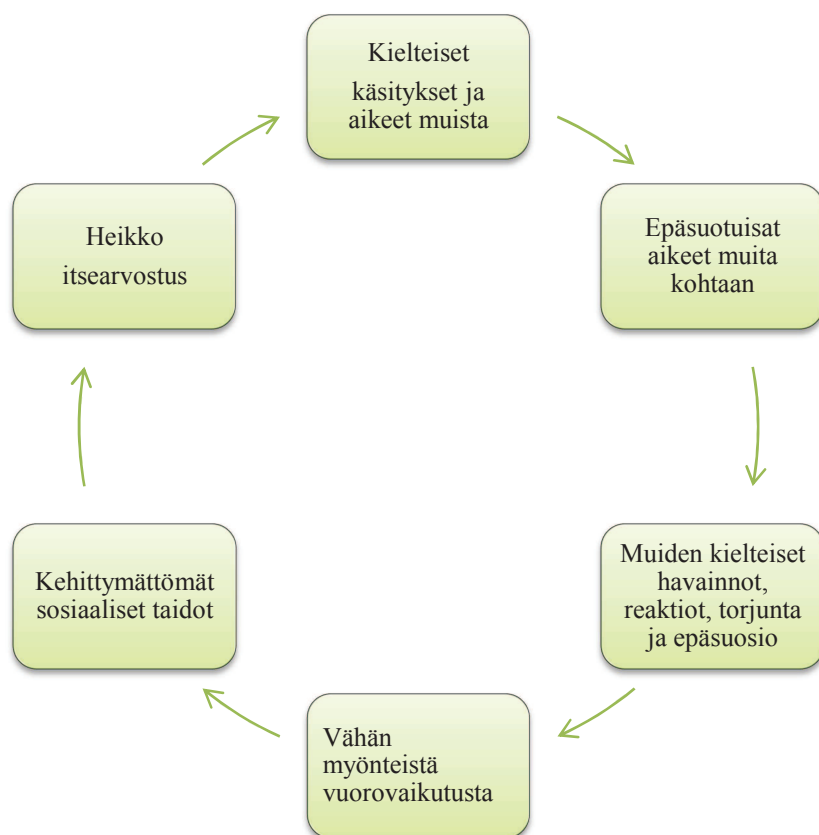 Kielteiset
käsitykset ja
aikeet muista
Epäsuotuisat
aikeet muita
kohtaan
Muiden kielteiset
havainnot,
reaktiot, torjunta
ja epäsuosio
Vähän
myönteistä
vuorovaikutusta
Kehittymättömät
sosiaaliset taidot
Heikko
itsearvostus